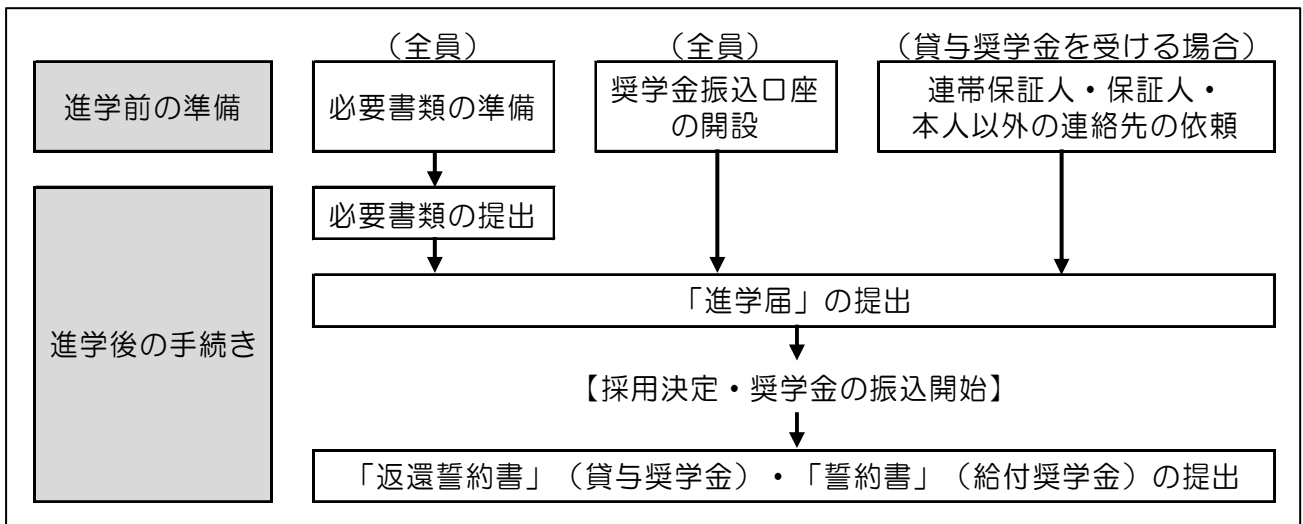 （全員）
（全員）
（貸与奨学金を受ける場合）
進学前の準備
必要書類の準備
奨学金振込口座
の開設
連帯保証人・保証人・
本人以外の連絡先の依頼
進学後の手続き
必要書類の提出
「進学届」の提出
【採用決定・奨学金の振込開始】
「返還誓約書」（貸与奨学金）・「誓約書」（給付奨学金）の提出